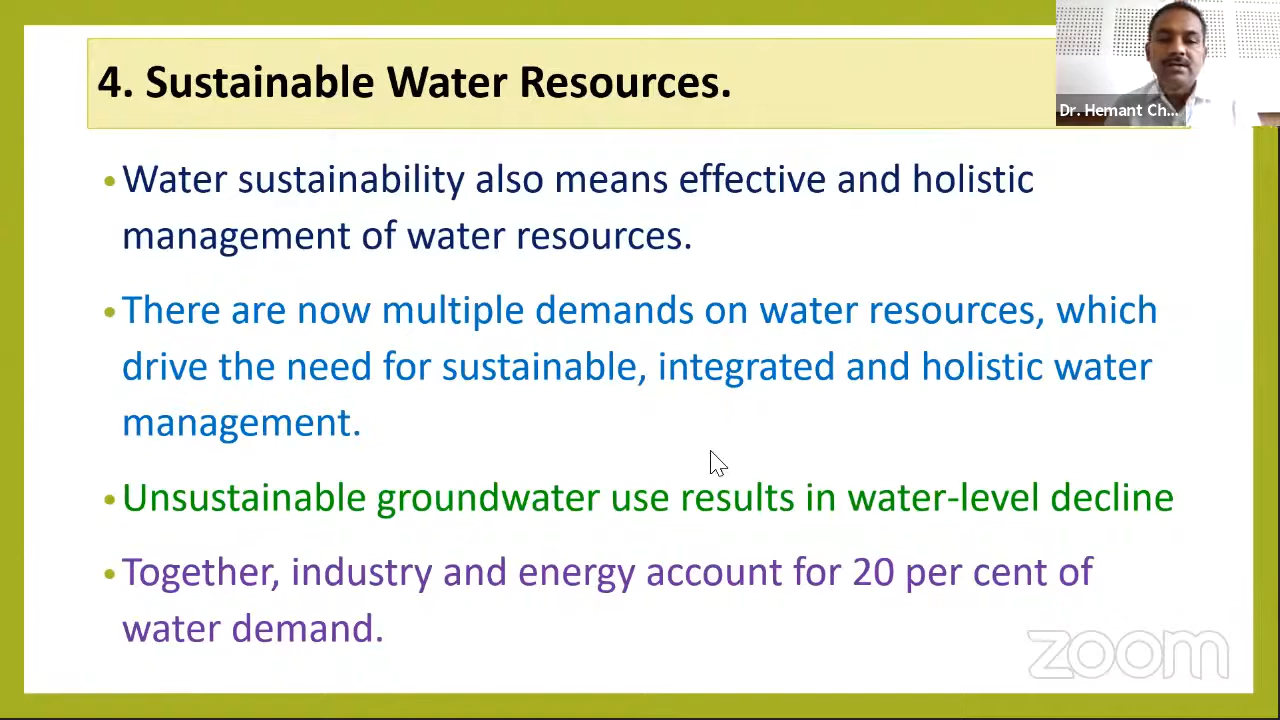 4. Sustainable Water Resources.
Dr. Hemant Ch...
•Water sustainability also means effective and holistic
management of water resources.
•There are now multiple demands on water resources, which
drive the need for sustainable, integrated and holistic water
management.
•Unsustainable groundwater use results in water-level decline
•Together, industry and energy account for 20 per cent of
water demand.
zoom